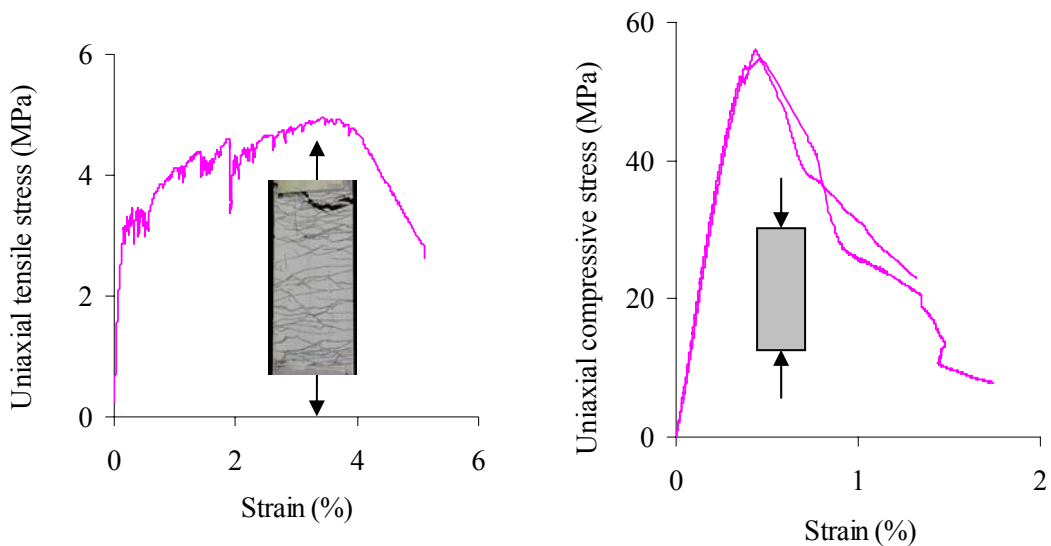 Uniaxial tensile stress (MPa)
6
4
2
0
0 2 4 6
Strain (%)
Uniaxial compressive stress (MPa)
60
40
20
0
0 1 2
Strain (%)